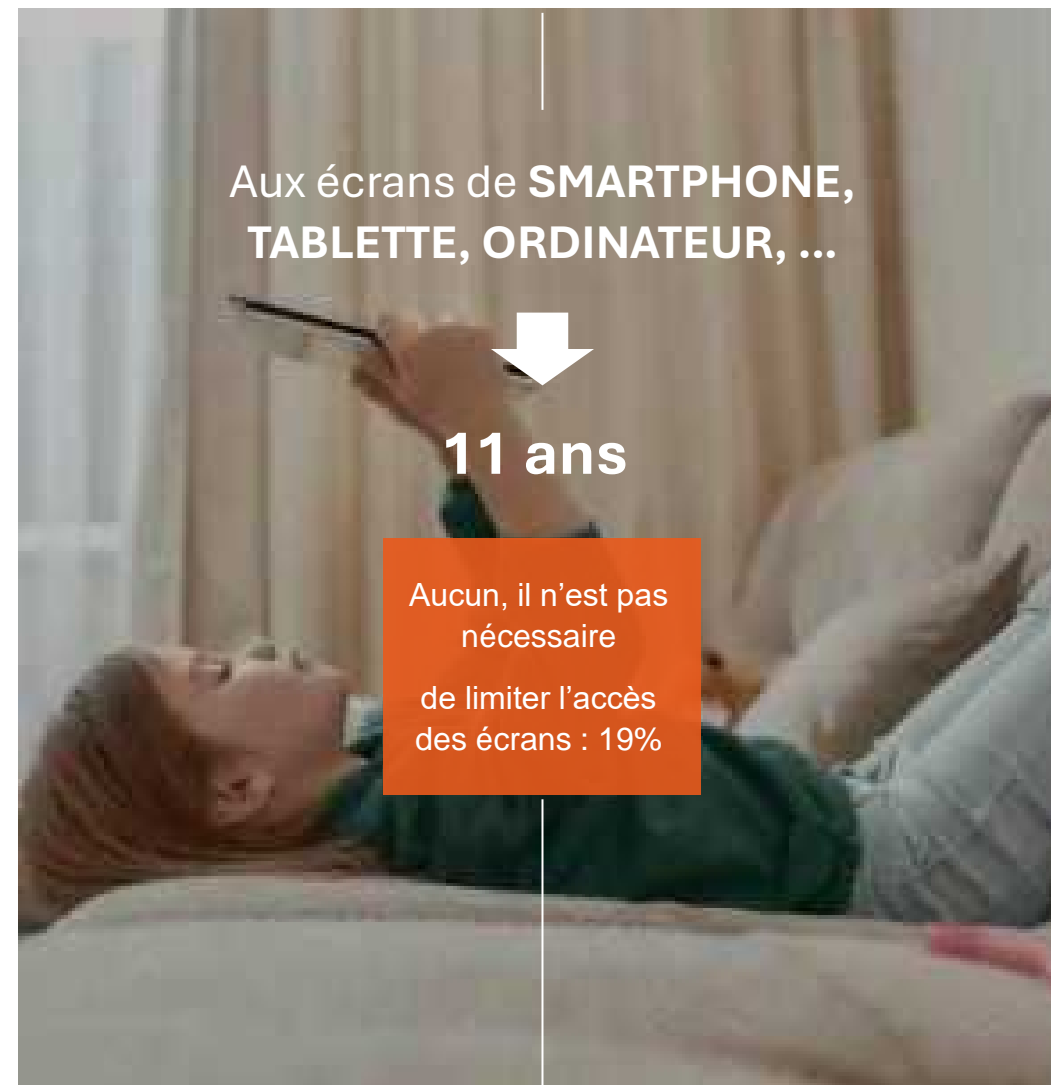 Aux écrans de SMARTPHONE,
TABLETTE, ORDINATEUR, ...
11 ans
Aucun, il n’est pas
nécessaire
de limiter l’accès
des écrans : 19%